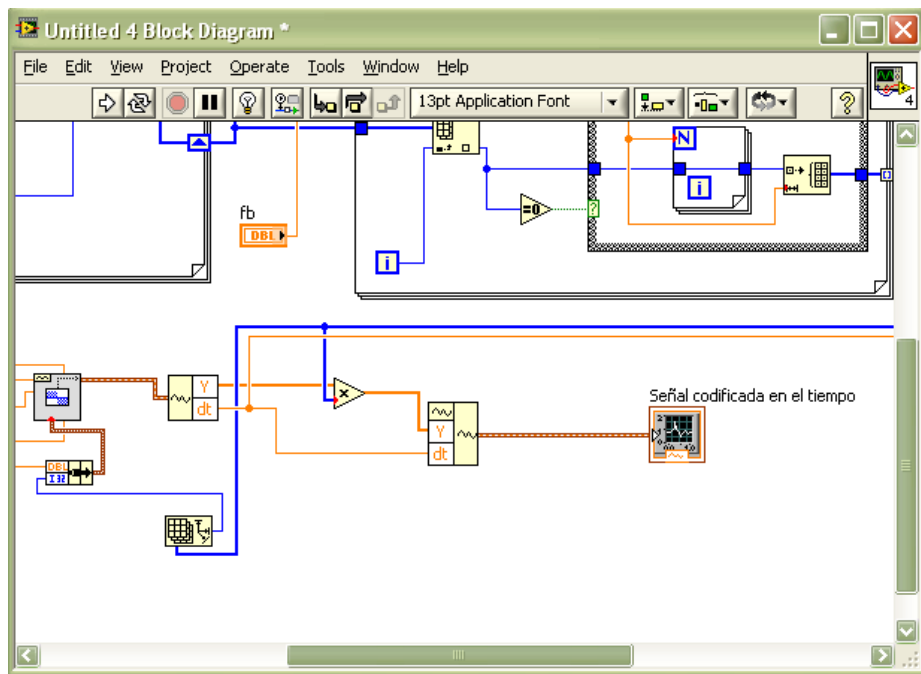 Untitled 4 Block Diagram *
File Edit View Project Operate Tools Window Help
13pt Application Font
?
4
N
i
fb
DBL
=0
?
i
Señal codificada en el tiempo
Y
dt
x
Y
dt
DBL
I32